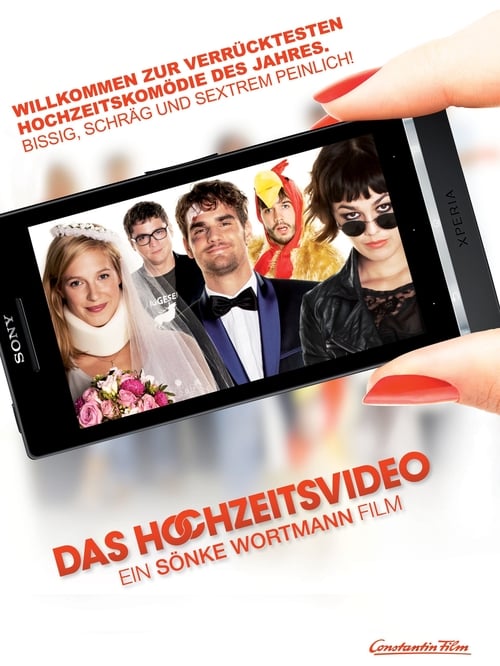 WILLKOMMEN ZUR VERRÜCKTESTEN
HOCHZEITSKOMÖDIE DES JAHRES.
BISSIG, SCHRÄG UND SEXTREM PEINLICH!
XPERIA
SONY
DAS HOCHZEITSVIDEO
EIN SÖNKE WORTMANN FILM
Constantin Film